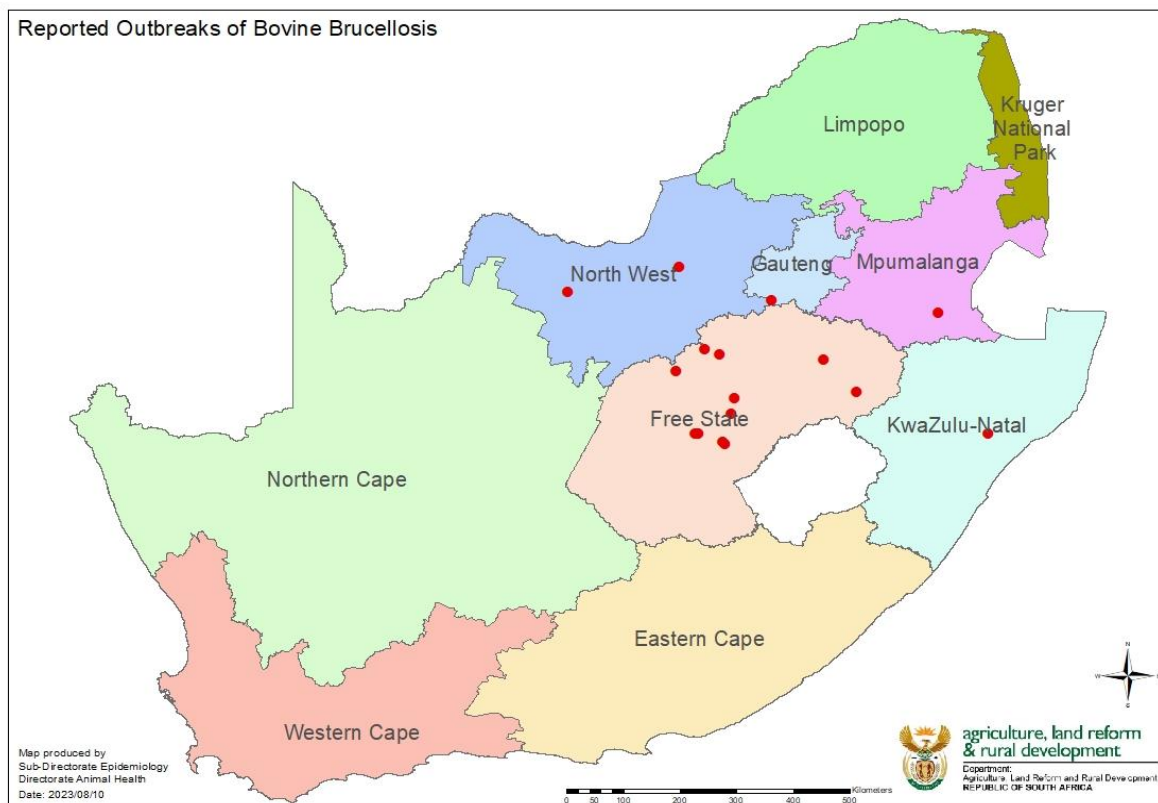 Reported Outbreaks of Bovine Brucellosis
Limpopo
Kruger
National
Park
North West
Gauteng
Mpumalanga
Free State
KwaZulu-Natal
Northern Cape
Eastern Cape
Western Cape
N
W
S
Map produced by
Sub-Directorate Epidemiology
Directorate Animal Health
Date: 2023/08/10
Kilometers
0 50 100 200 300 400 500
agriculture, land reform
& rural development
Department:
Agriculture, Land Reform and Rural Development
REPUBLIC OF SOUTH AFRICA